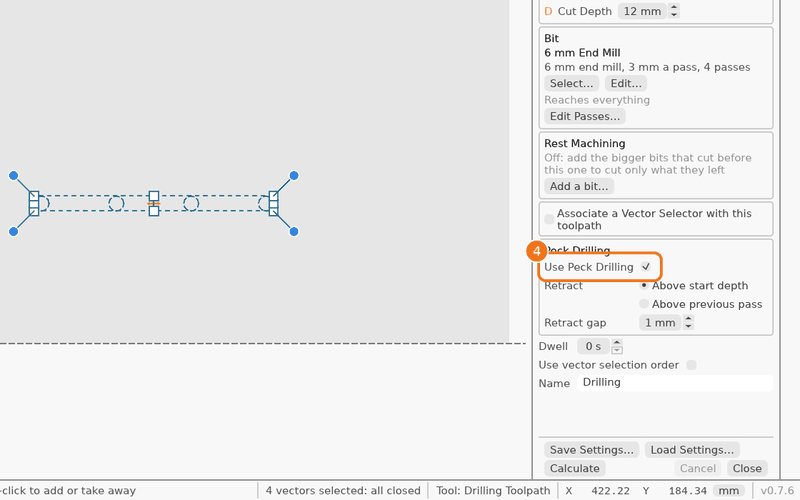 D Cut Depth 12 mm
Bit
6 mm End Mill
6 mm end mill, 3 mm a pass, 4 passes
Select... Edit...
Reaches everything
Edit Passes...
Rest Machining
Off: add the bigger bits that cut before
this one to cut only what they left
Add a bit...
Associate a Vector Selector with this
toolpath
4
Peck Drilling
Use Peck Drilling
Retract Above start depth
Above previous pass
Retract gap 1 mm
Dwell 0 s
Use vector selection order
Name Drilling
Save Settings... Load Settings...
Calculate Cancel Close
-click to add or take away 4 vectors selected: all closed Tool: Drilling Toolpath X 422.22 Y 184.34 mm v0.7.6